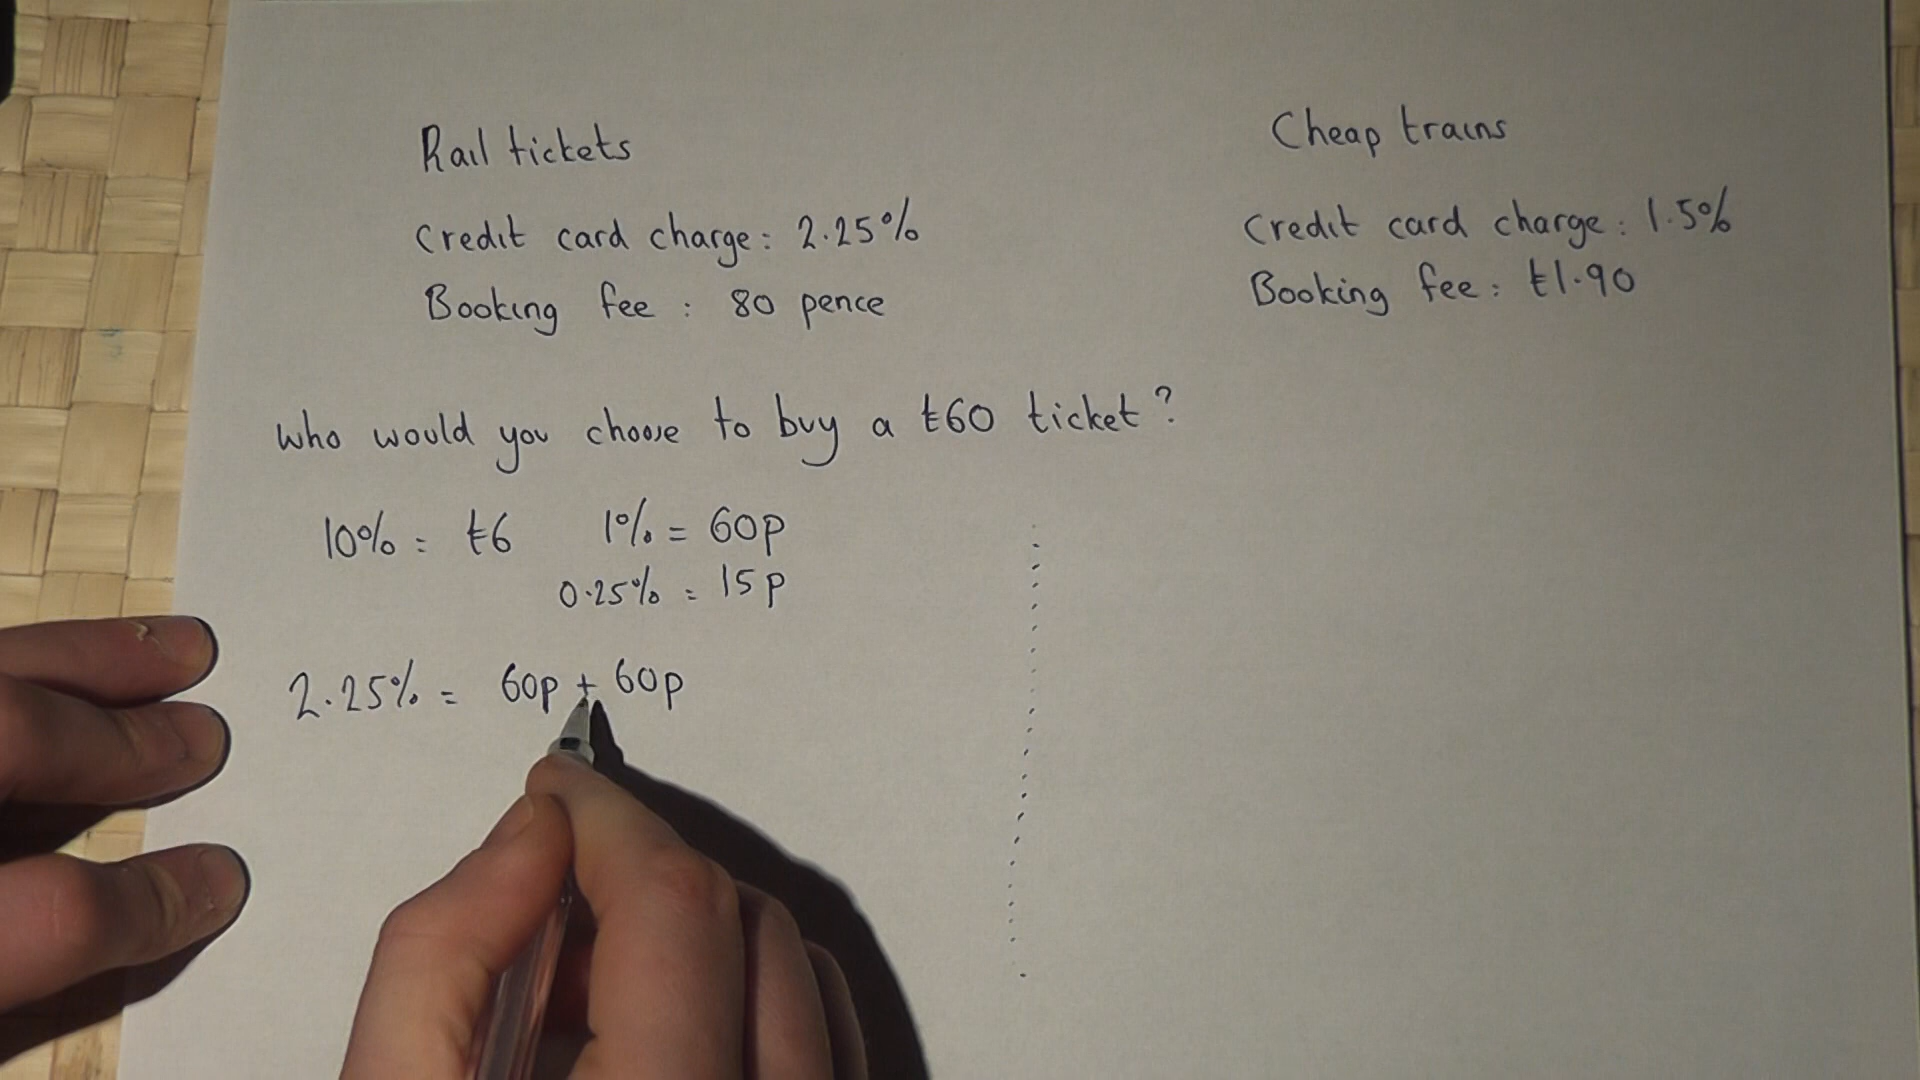 Rail tickets
Credit card charge: 2.25%
Booking fee: 80 pence
Cheap trains
Credit card charge: 1.5%
Booking fee: £1.90
Who would you choose to buy a £60 ticket?
10% = £6 1% = 60p
0.25% = 15p
2.25% = 60p + 60p